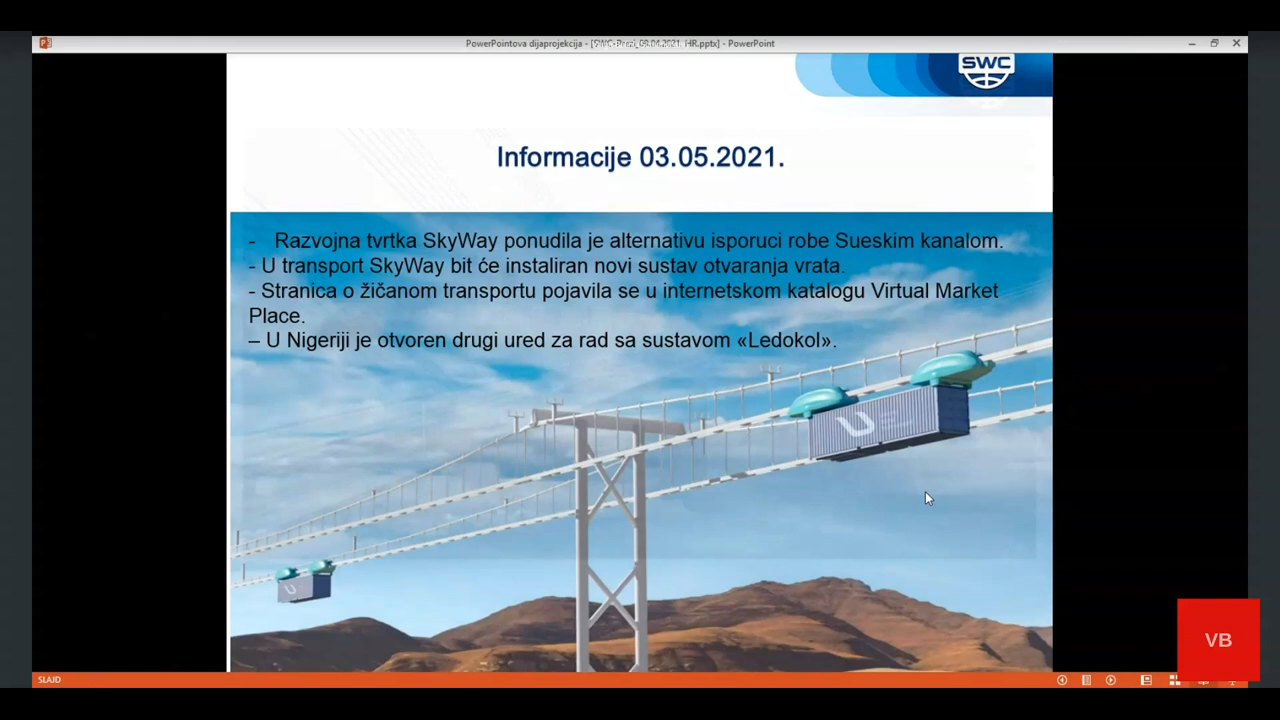 PowerPointova dijaprojekcija - [SWC-Prezi_09.04.2021. HR.pptx] - PowerPoint
SWC
Informacije 03.05.2021.
- Razvojna tvrtka SkyWay ponudila je alternativu isporuci robe Sueskim kanalom.
- U transport SkyWay bit će instaliran novi sustav otvaranja vrata.
- Stranica o žičanom transportu pojavila se u internetskom katalogu Virtual Market
Place.
– U Nigeriji je otvoren drugi ured za rad sa sustavom «Ledokol».
U
U
VB
SLAJD